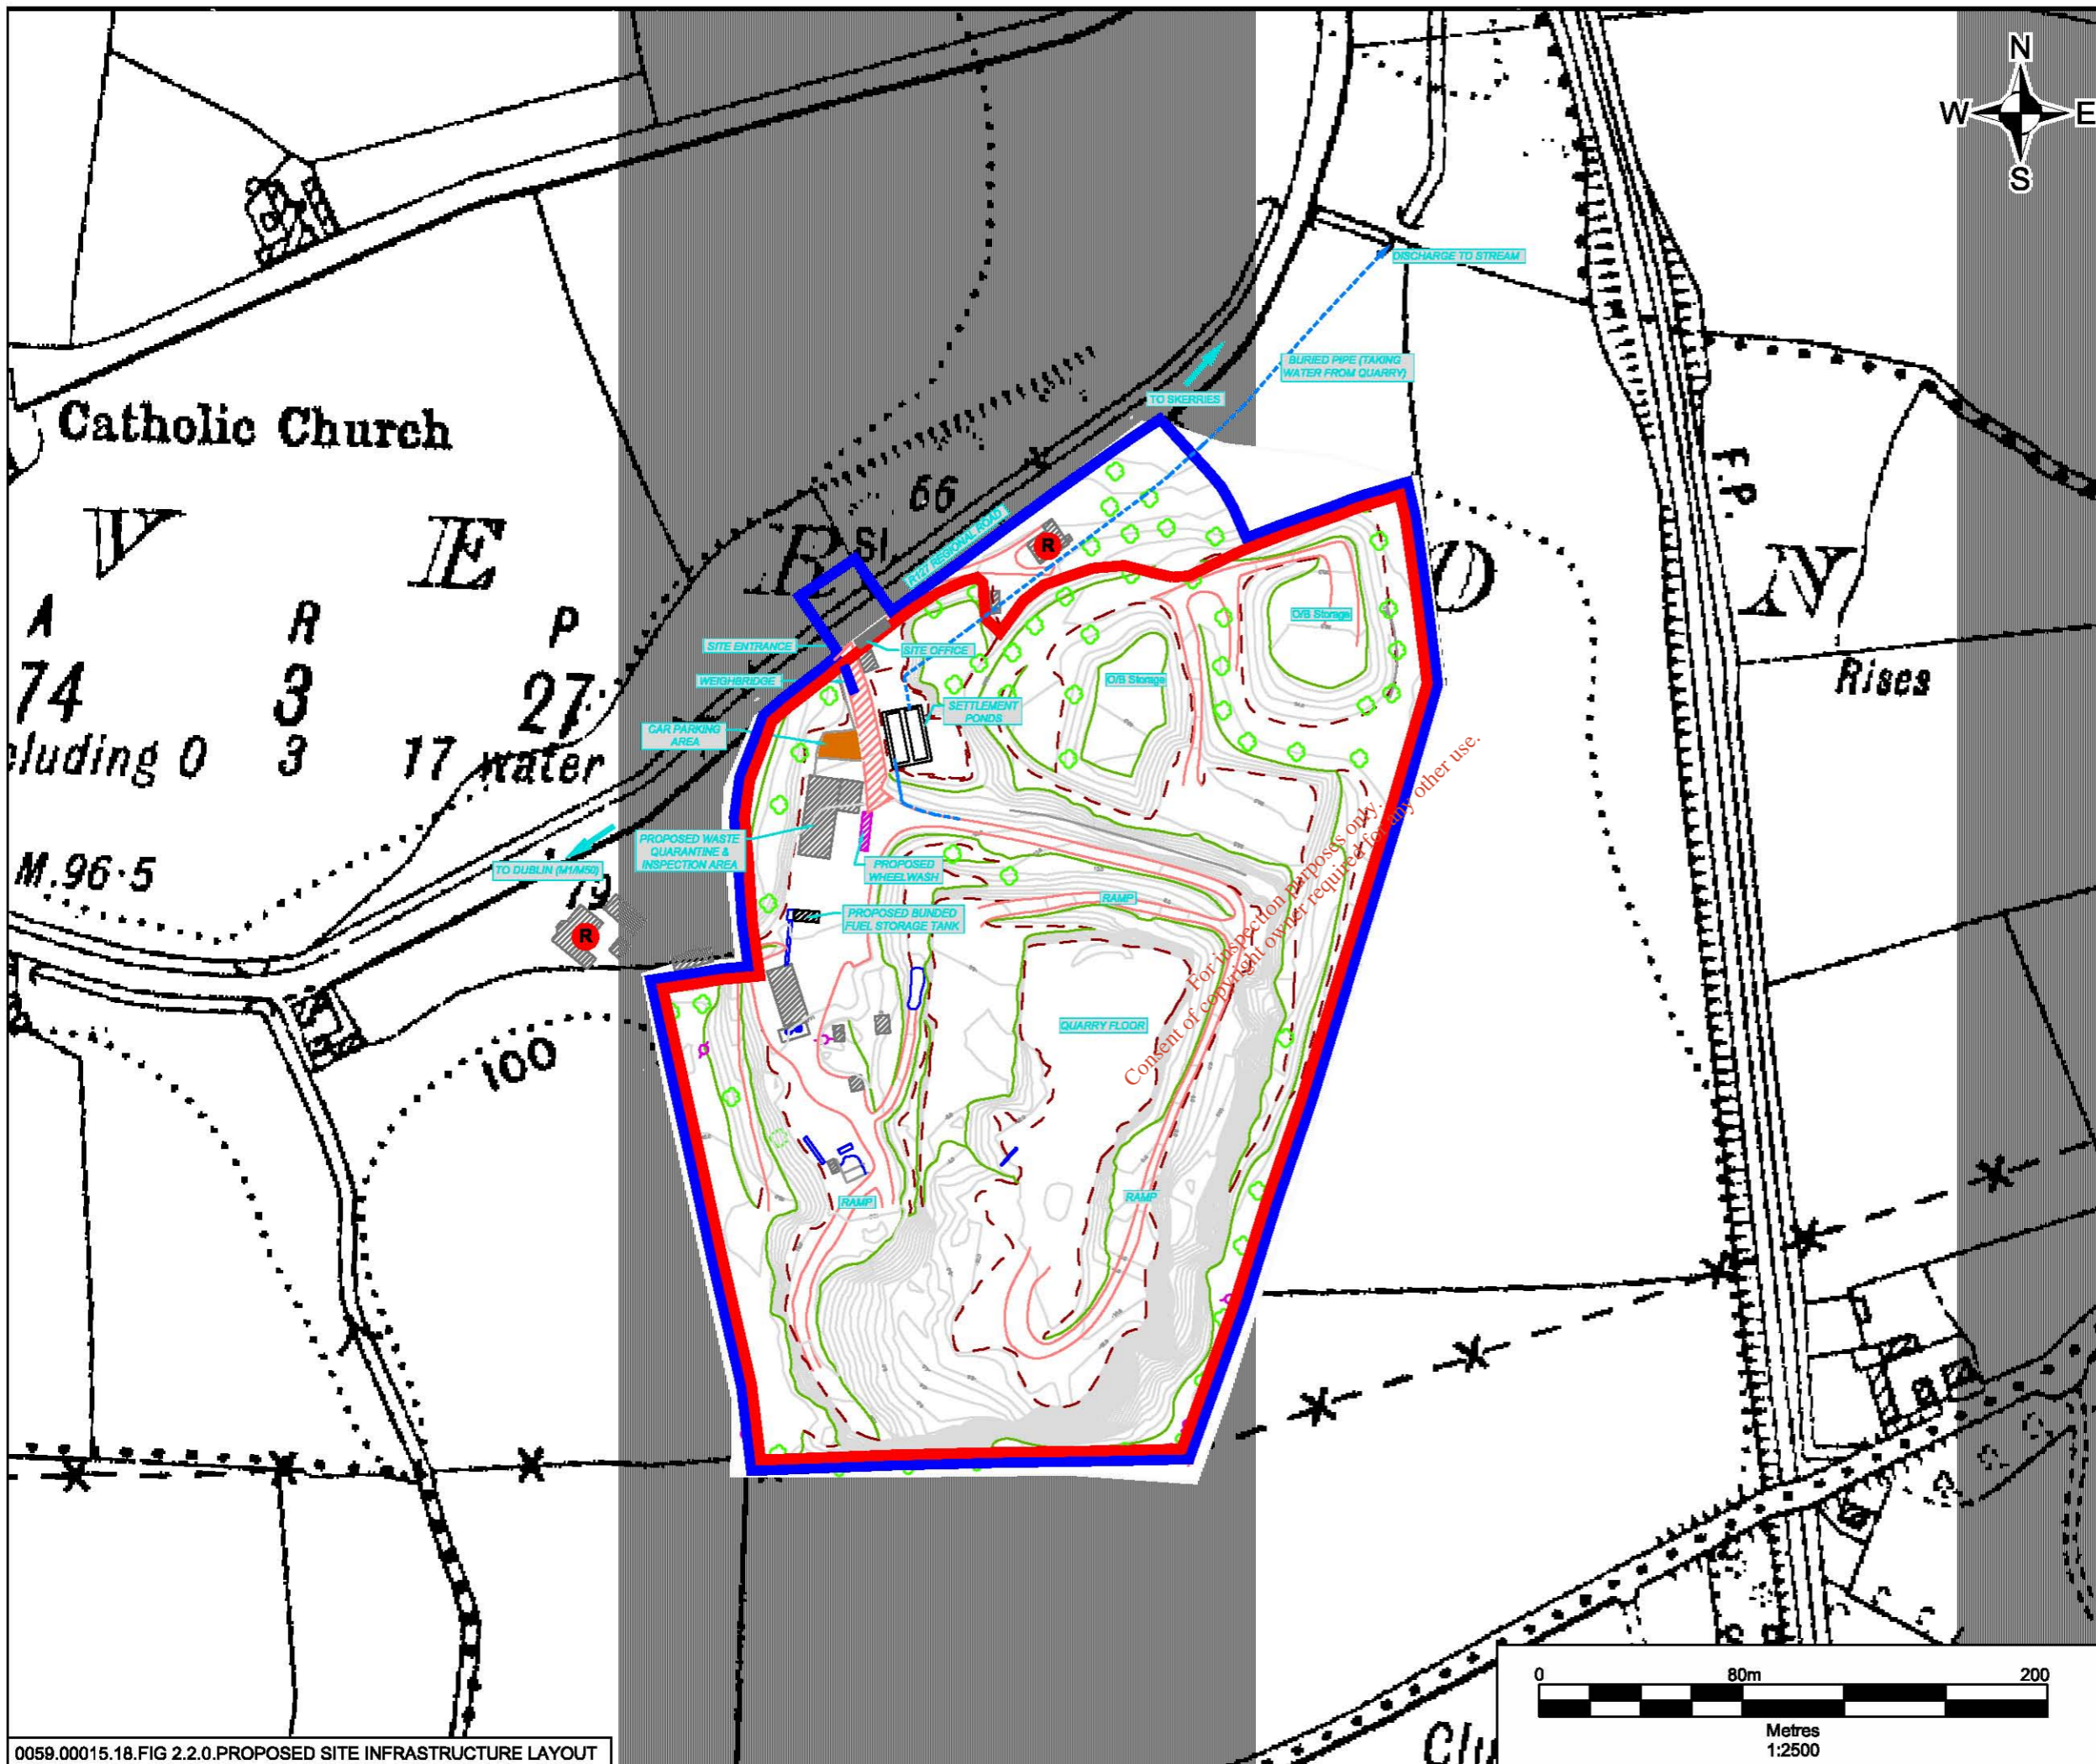 N
W E
S
DISCHARGE TO STREAM
BURIED PIPE (TAKING
WATER FROM QUARRY)
TO SKERRIES
Catholic Church
V E
66
R127 REGIONAL ROAD
R
SI
R
O
N
F.P.
A R P
74 3 27
cluding 0 3 17 water
Rises
O/B Storage
SITE ENTRANCE
SITE OFFICE
WEIGHBRIDGE
O/B Storage
SETTLEMENT
PONDS
CAR PARKING
AREA
PROPOSED WASTE
QUARANTINE &
INSPECTION AREA
PROPOSED
WHEELWASH
M.96·5
TO DUBLIN (M1/M50)
79
RAMP
PROPOSED BUNDED
FUEL STORAGE TANK
R
For inspection purposes only.
Consent of copyright owner required for any other use.
QUARRY FLOOR
100
RAMP
RAMP
0 80m 200
Metres
1:2500
Clu
0059.00015.18.FIG 2.2.0.PROPOSED SITE INFRASTRUCTURE LAYOUT